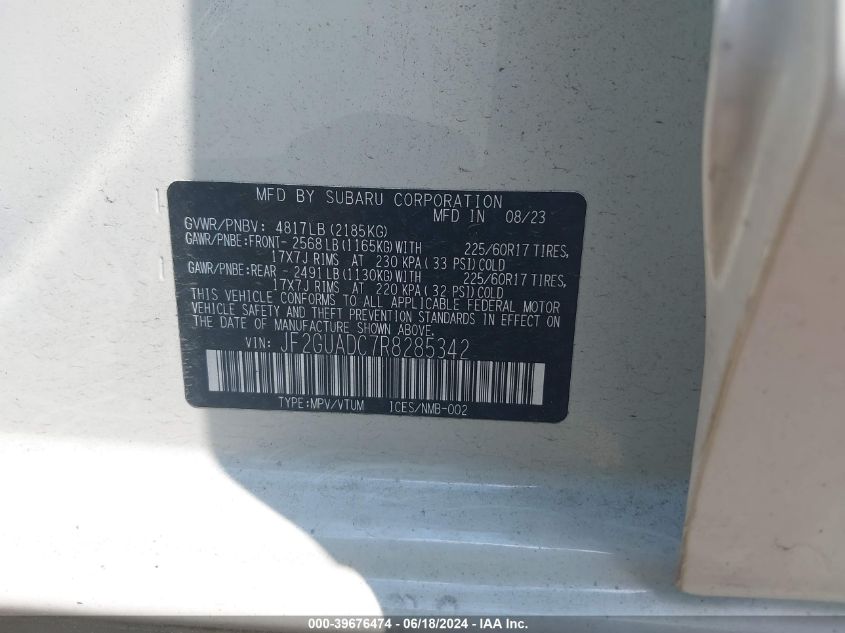 MFD BY SUBARU CORPORATION
MFD IN 08/23
GVWR/PNBV: 4817LB(2185KG)
GAWR/PNBE:FRONT- 2568LB(1165KG)WITH 225/60R17 TIRES,
17X7J RIMS AT 230 KPA(33 PSI)COLD
GAWR/PNBE:REAR - 2491LB(1130KG)WITH 225/60R17 TIRES,
17X7J RIMS AT 220 KPA(32 PSI)COLD
THIS VEHICLE CONFORMS TO ALL APPLICABLE FEDERAL MOTOR
VEHICLE SAFETY AND THEFT PREVENTION STANDARDS IN EFFECT ON
THE DATE OF MANUFACTURE SHOWN ABOVE.
VIN: JF2GUADC7R8285342
TYPE:MPV/VTUM ICES/NMB-002
000-39676474 - 06/18/2024 - IAA Inc.